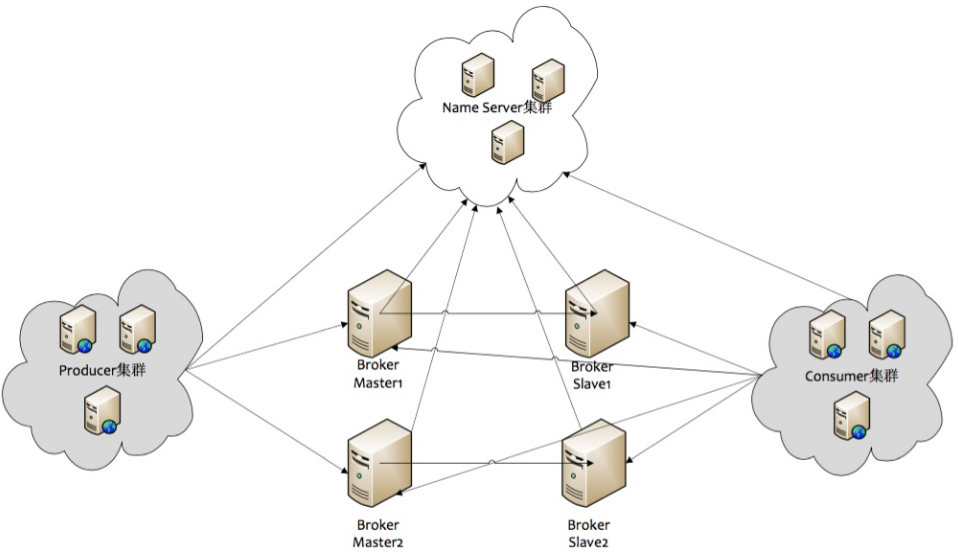 Name Server集群
Producer集群
Broker
Master1
Broker
Slave1
Consumer集群
Broker
Master2
Broker
Slave2